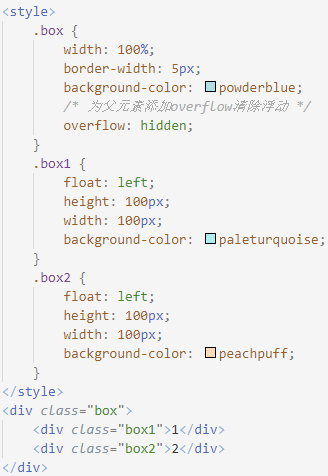 <style>
    .box {
        width: 100%;
        border-width: 5px;
        background-color: powderblue;
        /* 为父元素添加overflow清除浮动 */
        overflow: hidden;
    }
    .box1 {
        float: left;
        height: 100px;
        width: 100px;
        background-color: paleturquoise;
    }
    .box2 {
        float: left;
        height: 100px;
        width: 100px;
        background-color: peachpuff;
    }
</style>
<div class="box">
    <div class="box1">1</div>
    <div class="box2">2</div>
</div>